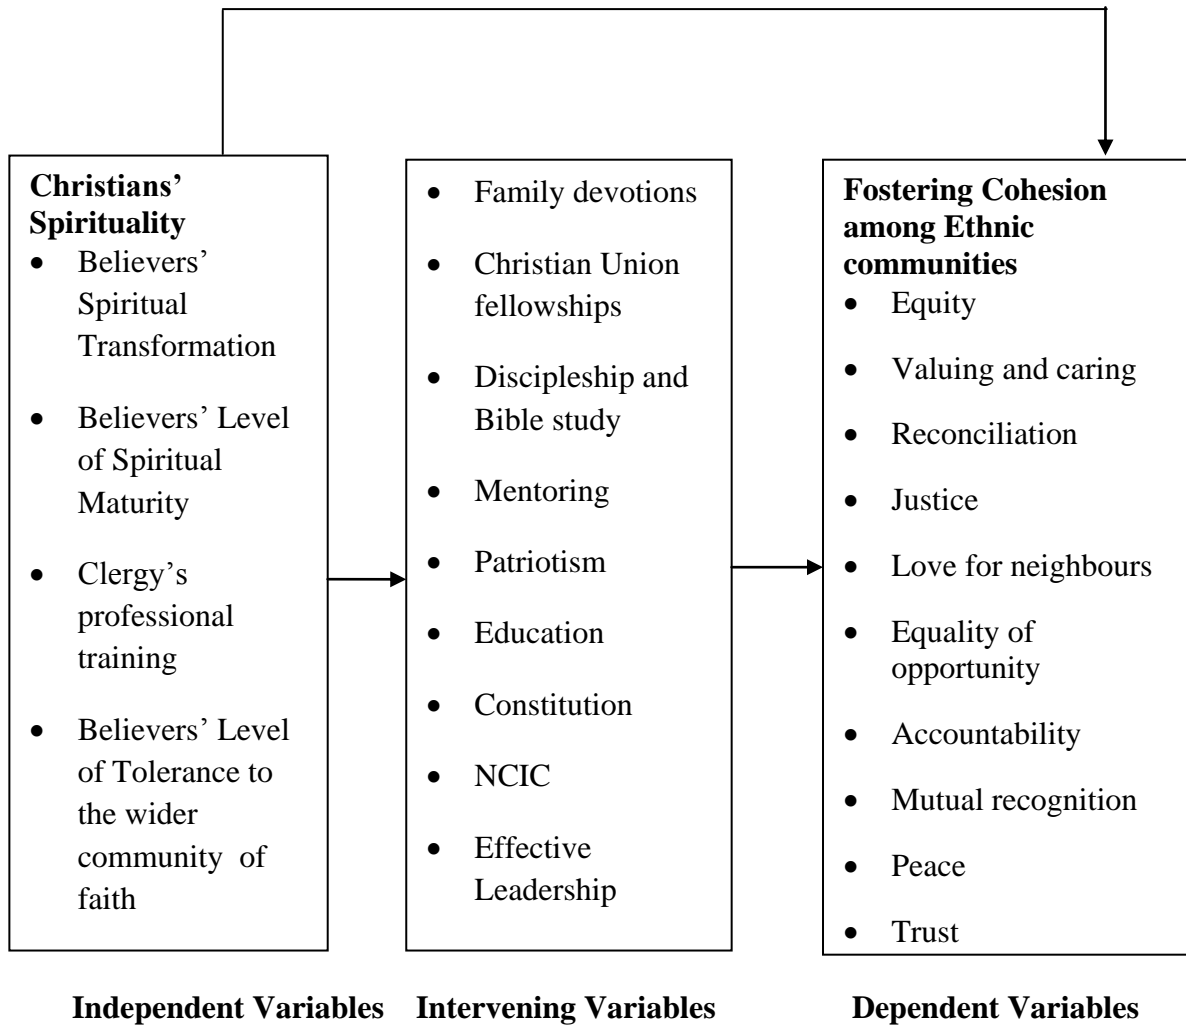 Christians’
Spirituality
• Believers’
Spiritual
Transformation
• Believers’ Level
of Spiritual
Maturity
• Clergy’s
professional
training
• Believers’ Level
of Tolerance to
the wider
community of
faith
• Family devotions
• Christian Union
fellowships
• Discipleship and
Bible study
• Mentoring
• Patriotism
• Education
• Constitution
• NCIC
• Effective
Leadership
Fostering Cohesion
among Ethnic
communities
• Equity
• Valuing and caring
• Reconciliation
• Justice
• Love for neighbours
• Equality of
opportunity
• Accountability
• Mutual recognition
• Peace
• Trust
Independent Variables
Intervening Variables
Dependent Variables